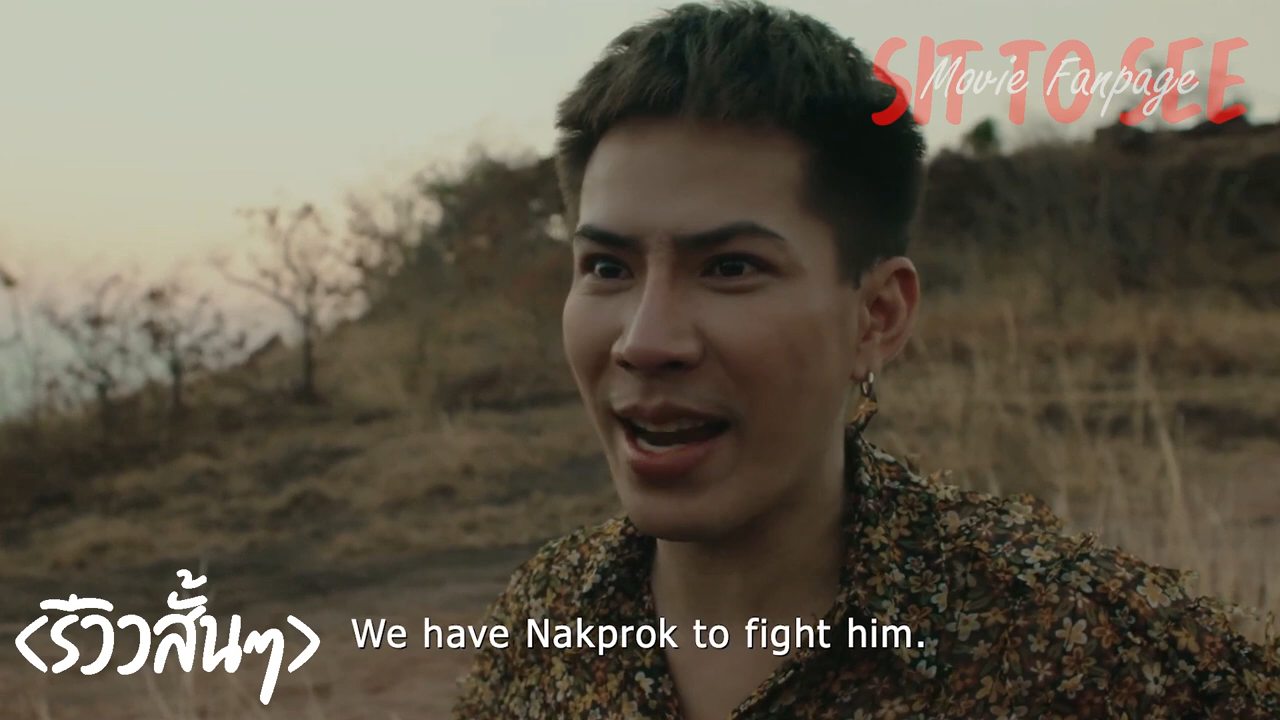 SIT TO SEE
Movie Fanpage
<รีวิวสั้นๆ>
We have Nakprok to fight him.